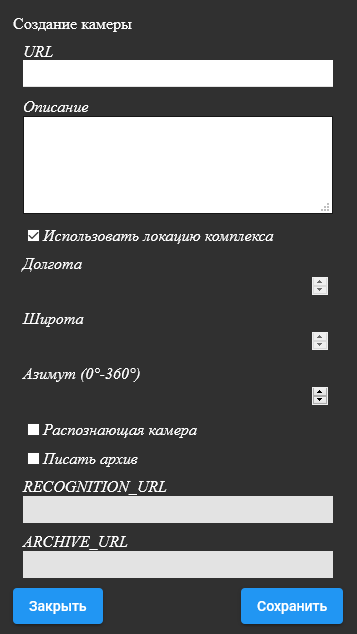 Создание камеры
URL
Описание
Использовать локацию комплекса
Долгота
Широта
Азимут (0°-360°)
Распознающая камера
Писать архив
RECOGNITION_URL
ARCHIVE_URL
Закрыть
Сохранить